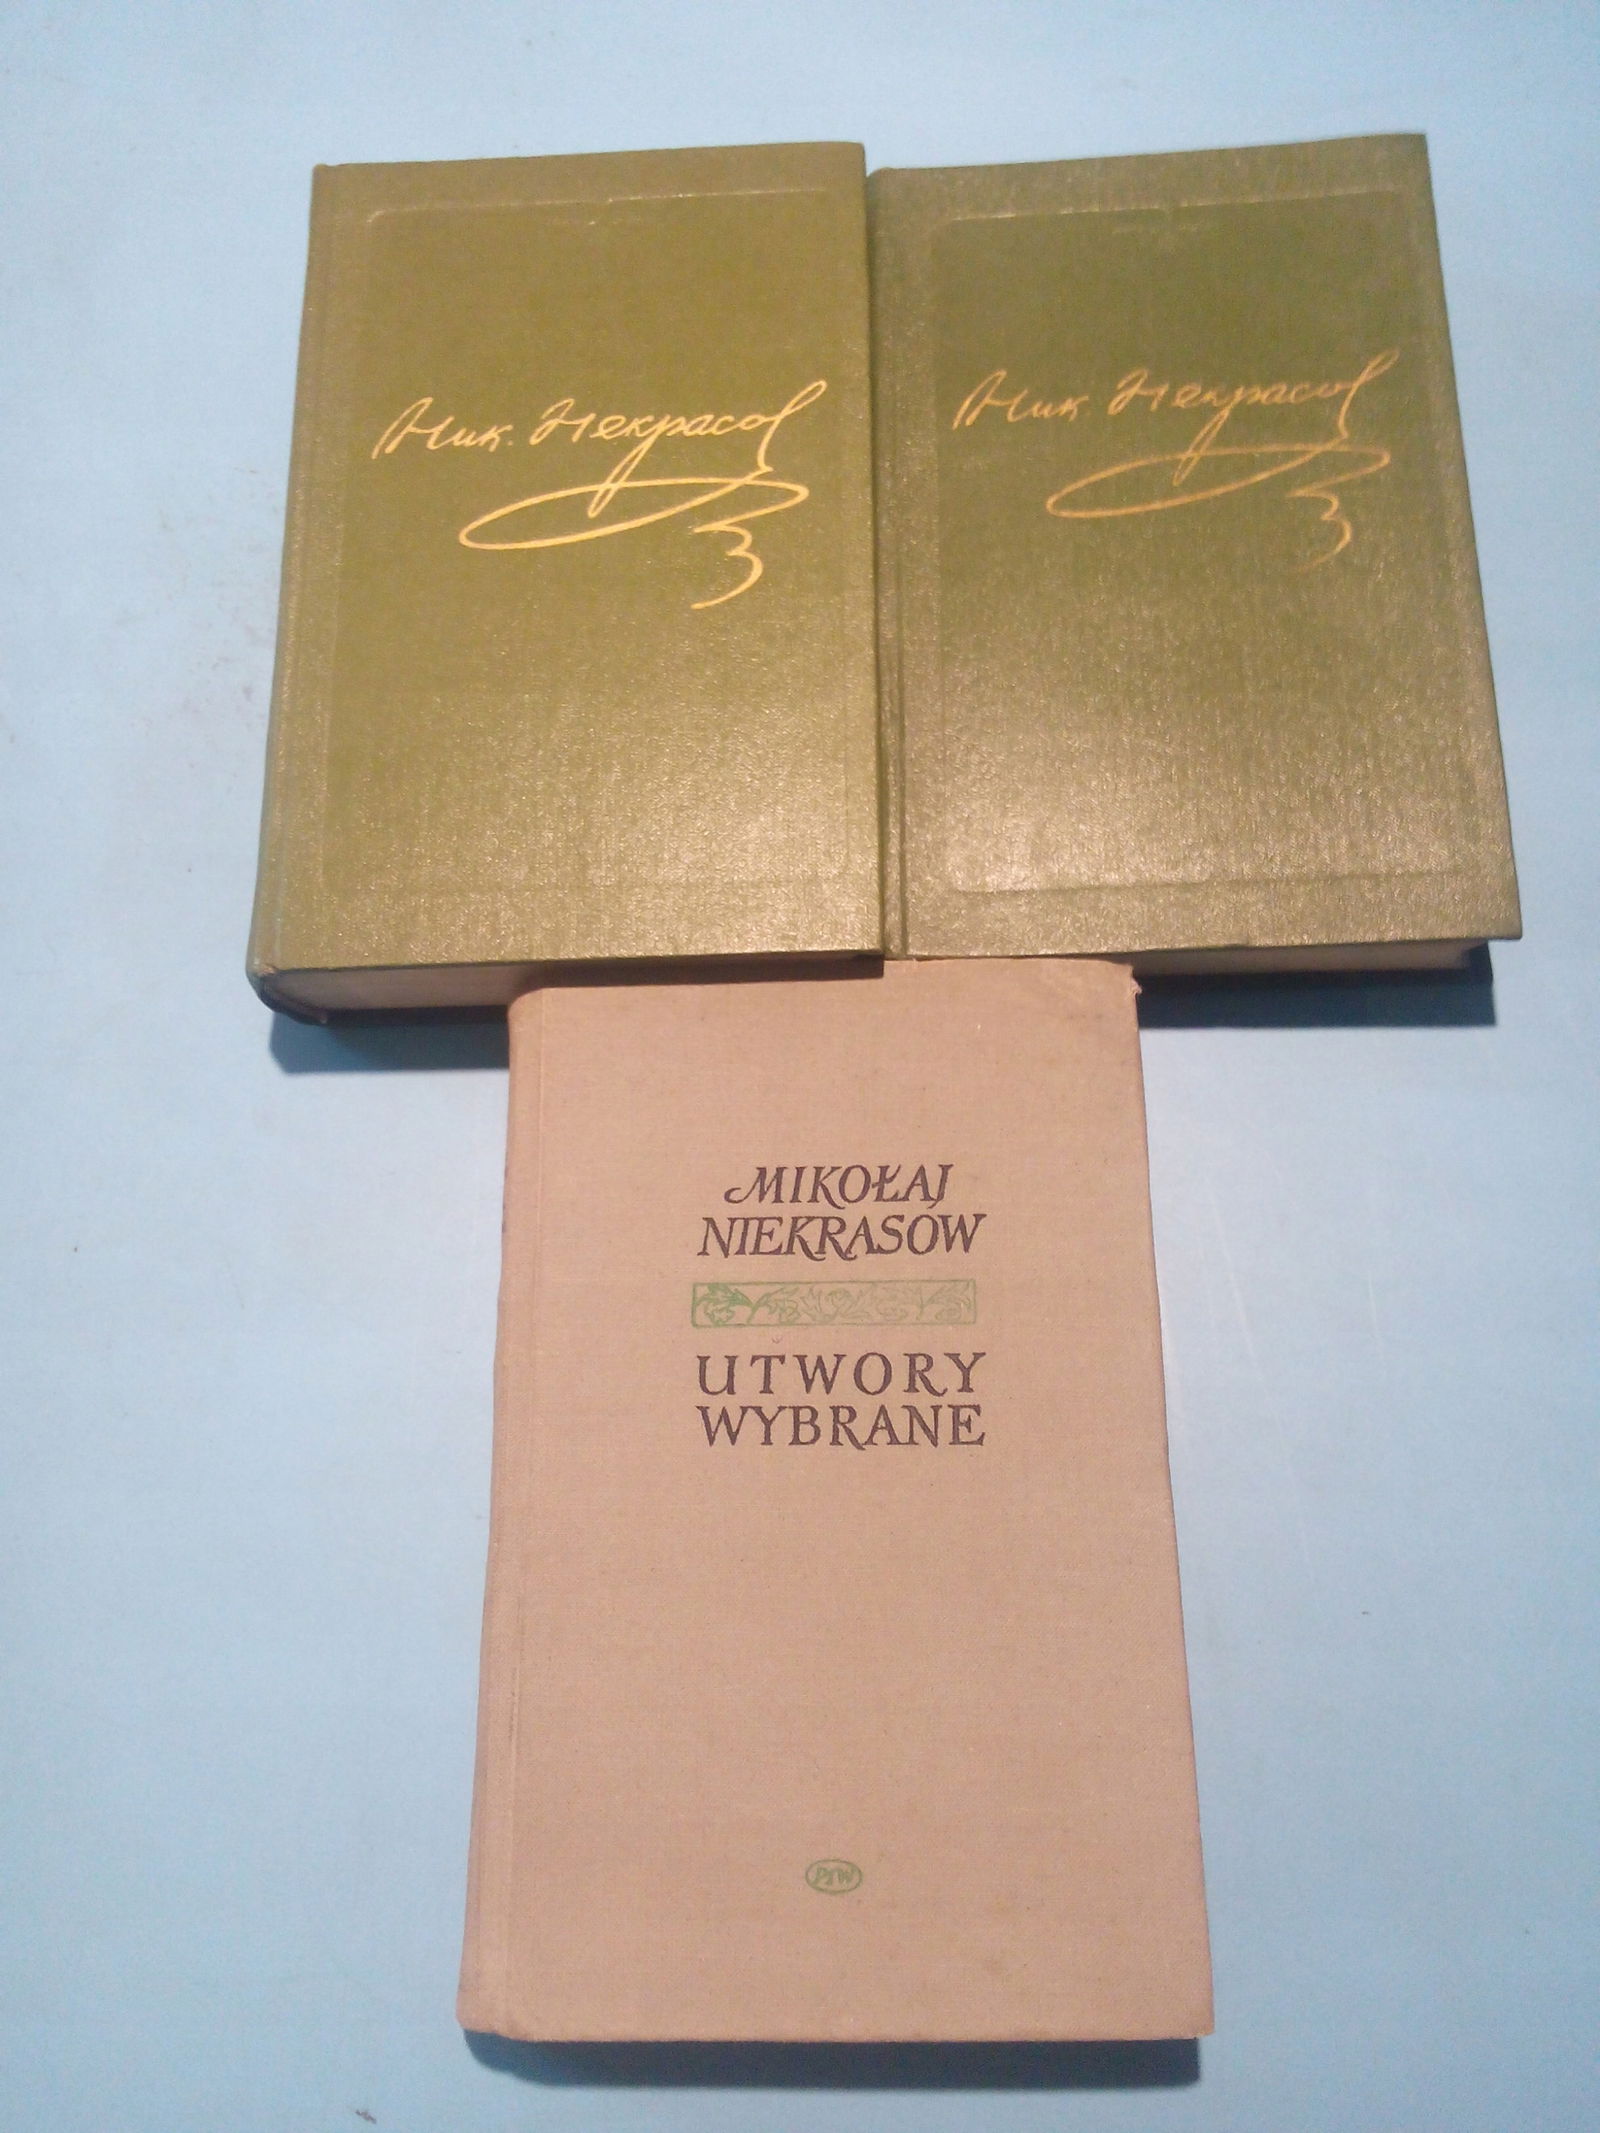 Ник. Некрасов
Ник. Некрасов
MIKOŁAJ
NIEKRASOW
UTWORY
WYBRANE
PIW